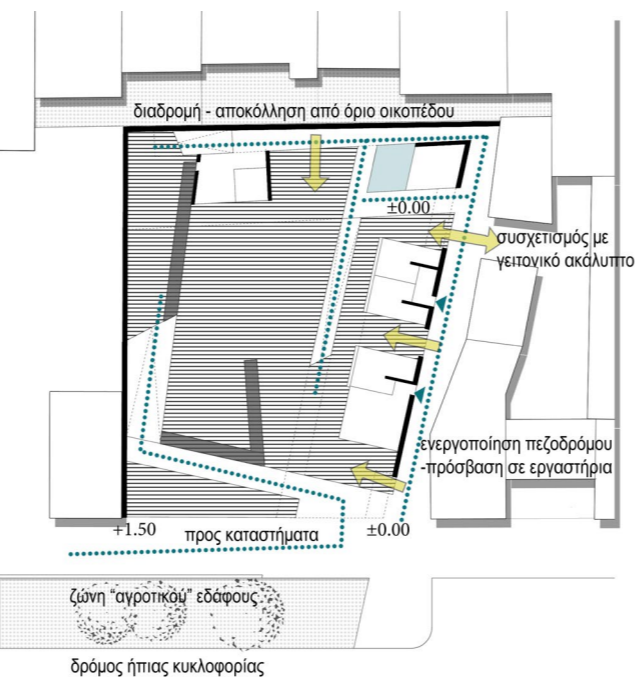 διαδρομή - αποκόλληση από όριο οικοπέδου
±0.00
συσχετισμός με
γειτονικό ακάλυπτο
ενεργοποίηση πεζοδρόμου
-πρόσβαση σε εργαστήρια
+1.50
προς καταστήματα
±0.00
ζώνη “αγροτικού” εδάφους
δρόμος ήπιας κυκλοφορίας